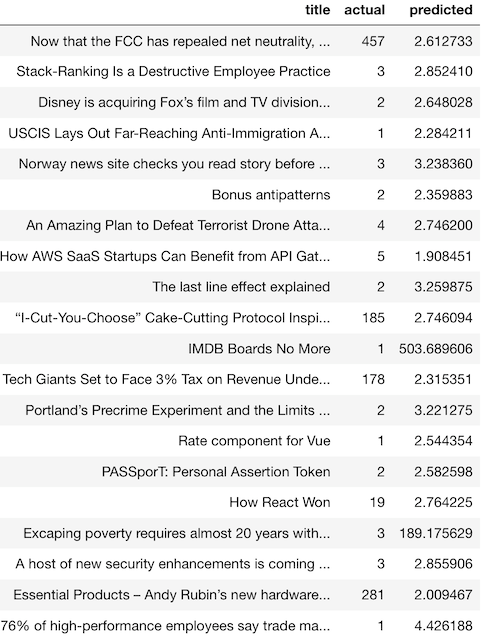 title actual predicted
Now that the FCC has repealed net neutrality, ... 457 2.612733
Stack-Ranking Is a Destructive Employee Practice 3 2.852410
Disney is acquiring Fox's film and TV division... 2 2.648028
USCIS Lays Out Far-Reaching Anti-Immigration A... 1 2.284211
Norway news site checks you read story before ... 3 3.238360
Bonus antipatterns 2 2.359883
An Amazing Plan to Defeat Terrorist Drone Atta... 4 2.746200
How AWS SaaS Startups Can Benefit from API Gat... 5 1.908451
The last line effect explained 2 3.259875
“I-Cut-You-Choose” Cake-Cutting Protocol Inspi... 185 2.746094
IMDB Boards No More 1 503.689606
Tech Giants Set to Face 3% Tax on Revenue Unde... 178 2.315351
Portland's Precrime Experiment and the Limits ... 2 3.221275
Rate component for Vue 1 2.544354
PASSporT: Personal Assertion Token 2 2.582598
How React Won 19 2.764225
Excaping poverty requires almost 20 years with... 3 189.175629
A host of new security enhancements is coming ... 3 2.855906
Essential Products – Andy Rubin's new hardware... 281 2.009467
76% of high-performance employees say trade ma... 1 4.426188